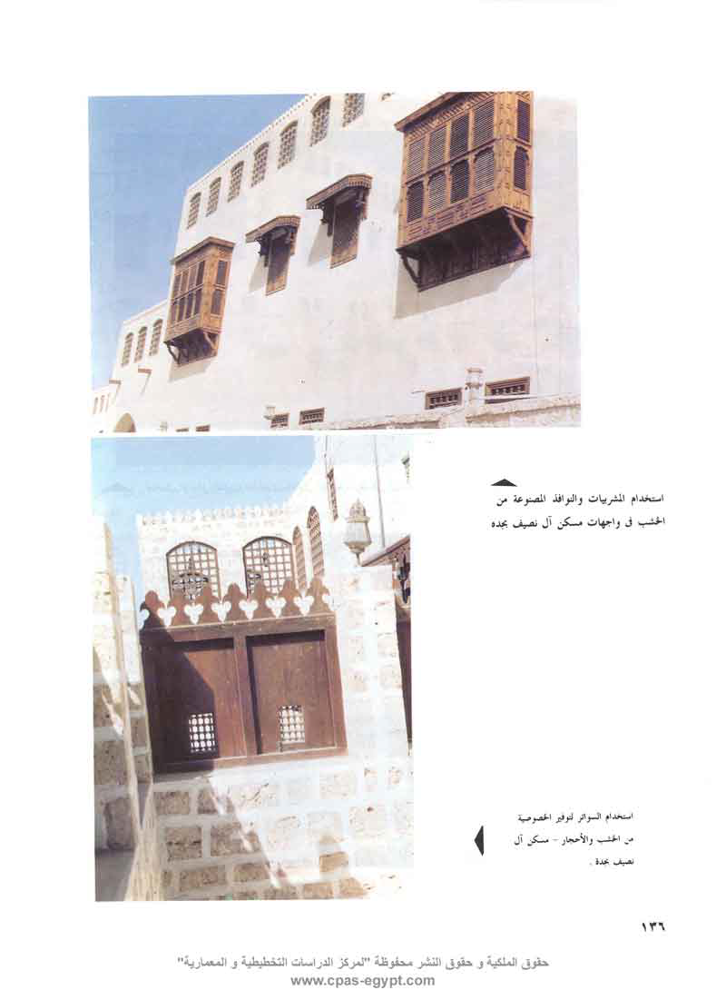 استخدام المشربيات والنوافذ المصنوعة من
الخشب فى واجهات مسكن آل نصيف بجده
استخدام السواتر لتوفير الخصوصية
من الخشب والأحجار - مسكن آل
نصيف بجدة .
١٣٦
حقوق الملكية و حقوق النشر محفوظة "لمركز الدراسات التخطيطية و المعمارية"
www.cpas-egypt.com